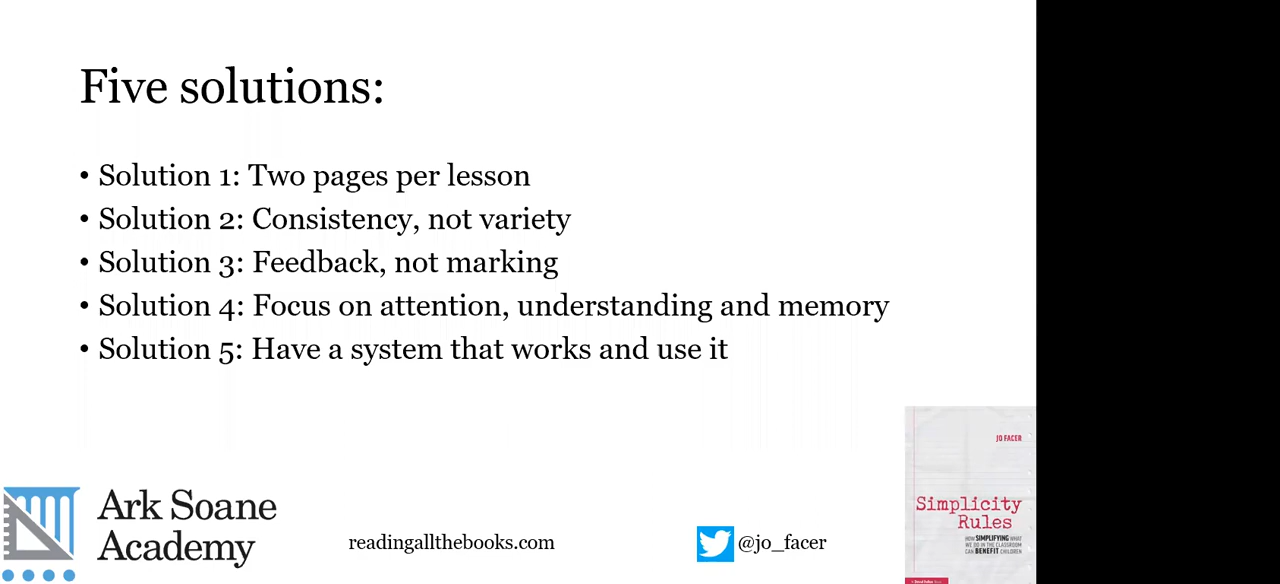 Five solutions:
• Solution 1: Two pages per lesson
• Solution 2: Consistency, not variety
• Solution 3: Feedback, not marking
• Solution 4: Focus on attention, understanding and memory
• Solution 5: Have a system that works and use it
JO FACER
Simplicity
Rules
HOW SIMPLIFYING WHAT
WE DO IN THE CLASSROOM
CAN BENEFIT CHILDREN
Ark Soane
Academy
readingallthebooks.com
@jo_facer